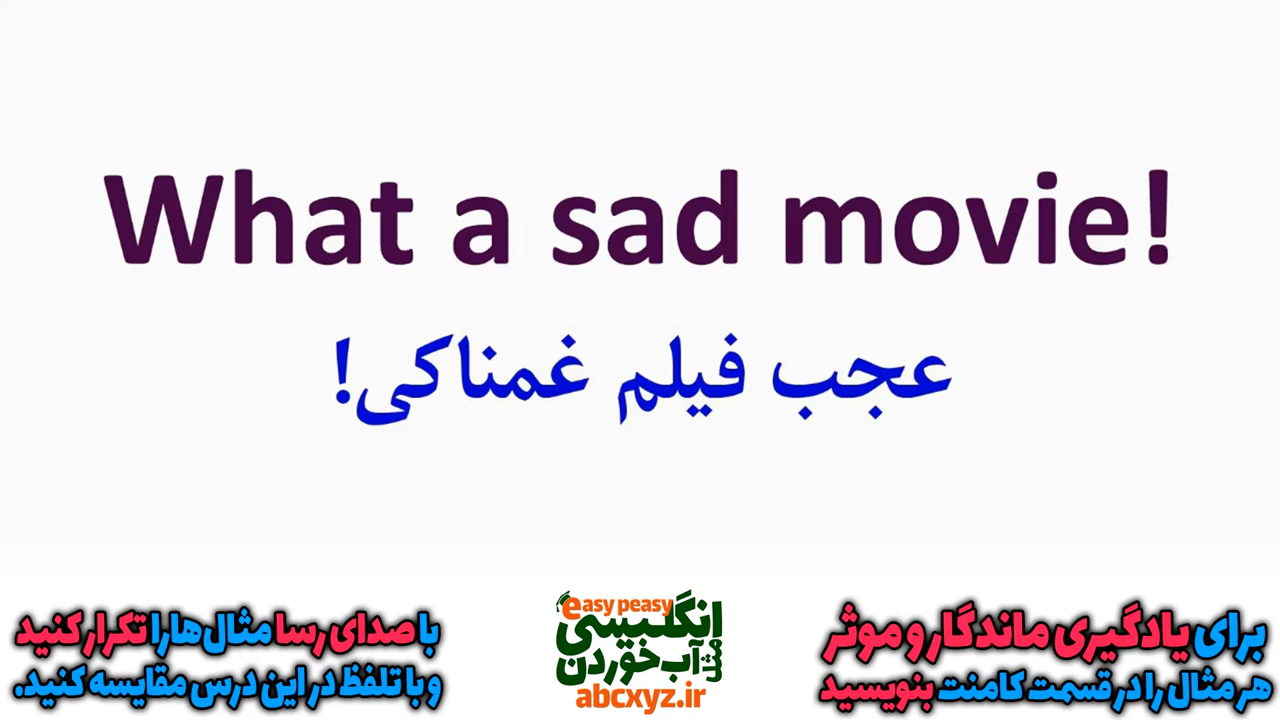 What a sad movie!
عجب فیلم غمناکی!
برای یادگیری ماندگار و موثر
هر مثال را در قسمت کامنت بنویسید
easy peasy
انگلیسی
مثل آب خوردن
abcxyz.ir
با صدای رسا مثال‌ها را تکرار کنید
و با تلفظ در این درس مقایسه کنید.